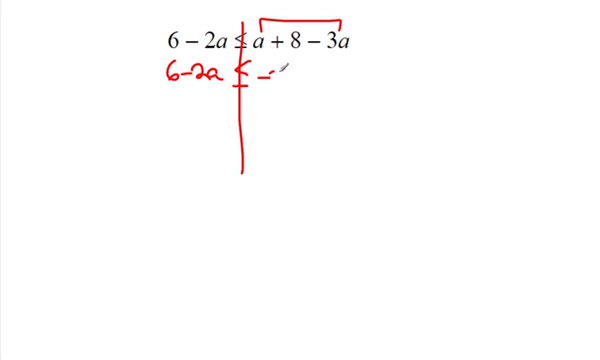 6 − 2a ≤ a + 8 − 3a
6−2a ≤ −